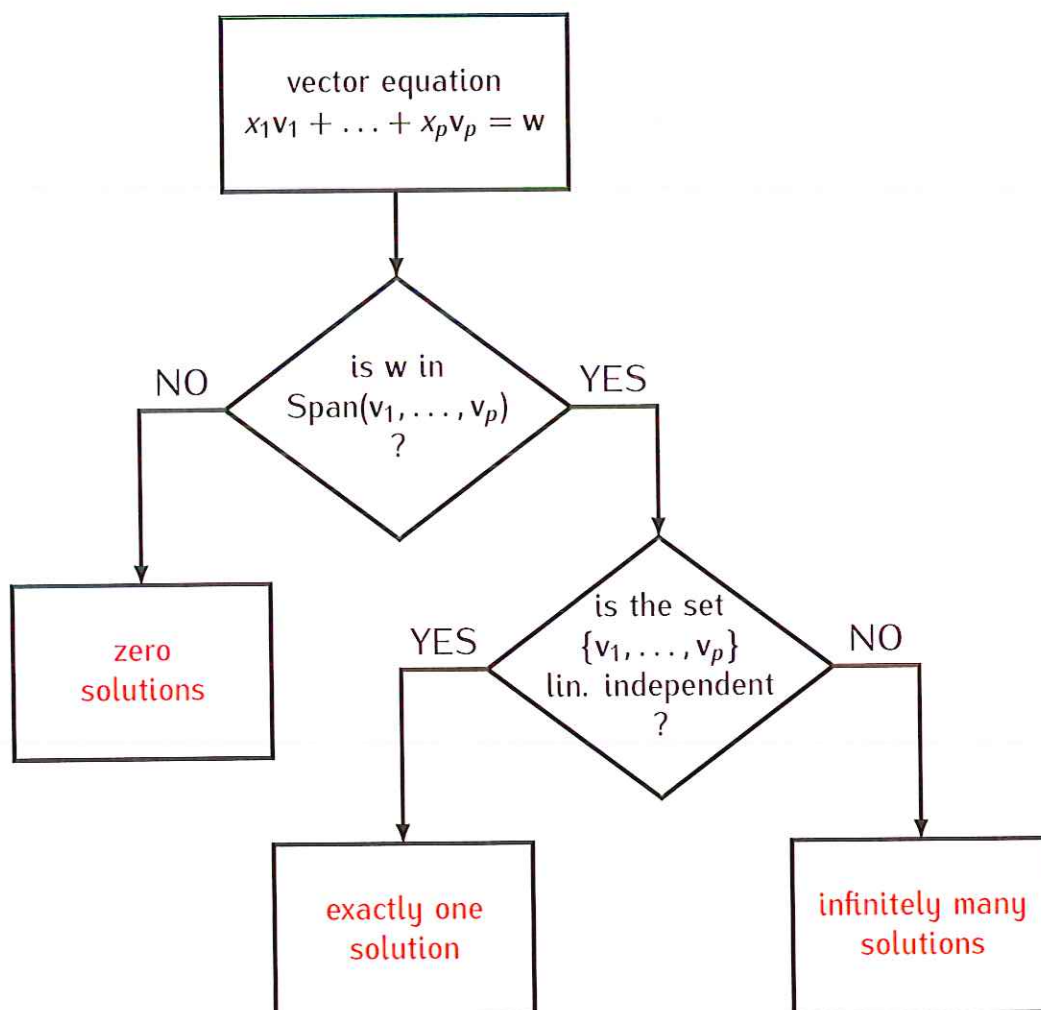 vector equation
x₁v₁ + … + xₚvₚ = w
is w in
Span(v₁, … , vₚ)
?
NO
YES
zero
solutions
is the set
{v₁, … , vₚ}
lin. independent
?
YES
NO
exactly one
solution
infinitely many
solutions